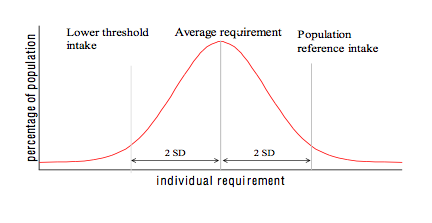 Lower threshold
intake
Average requirement
Population
reference intake
percentage of population
2 SD
2 SD
individual requirement